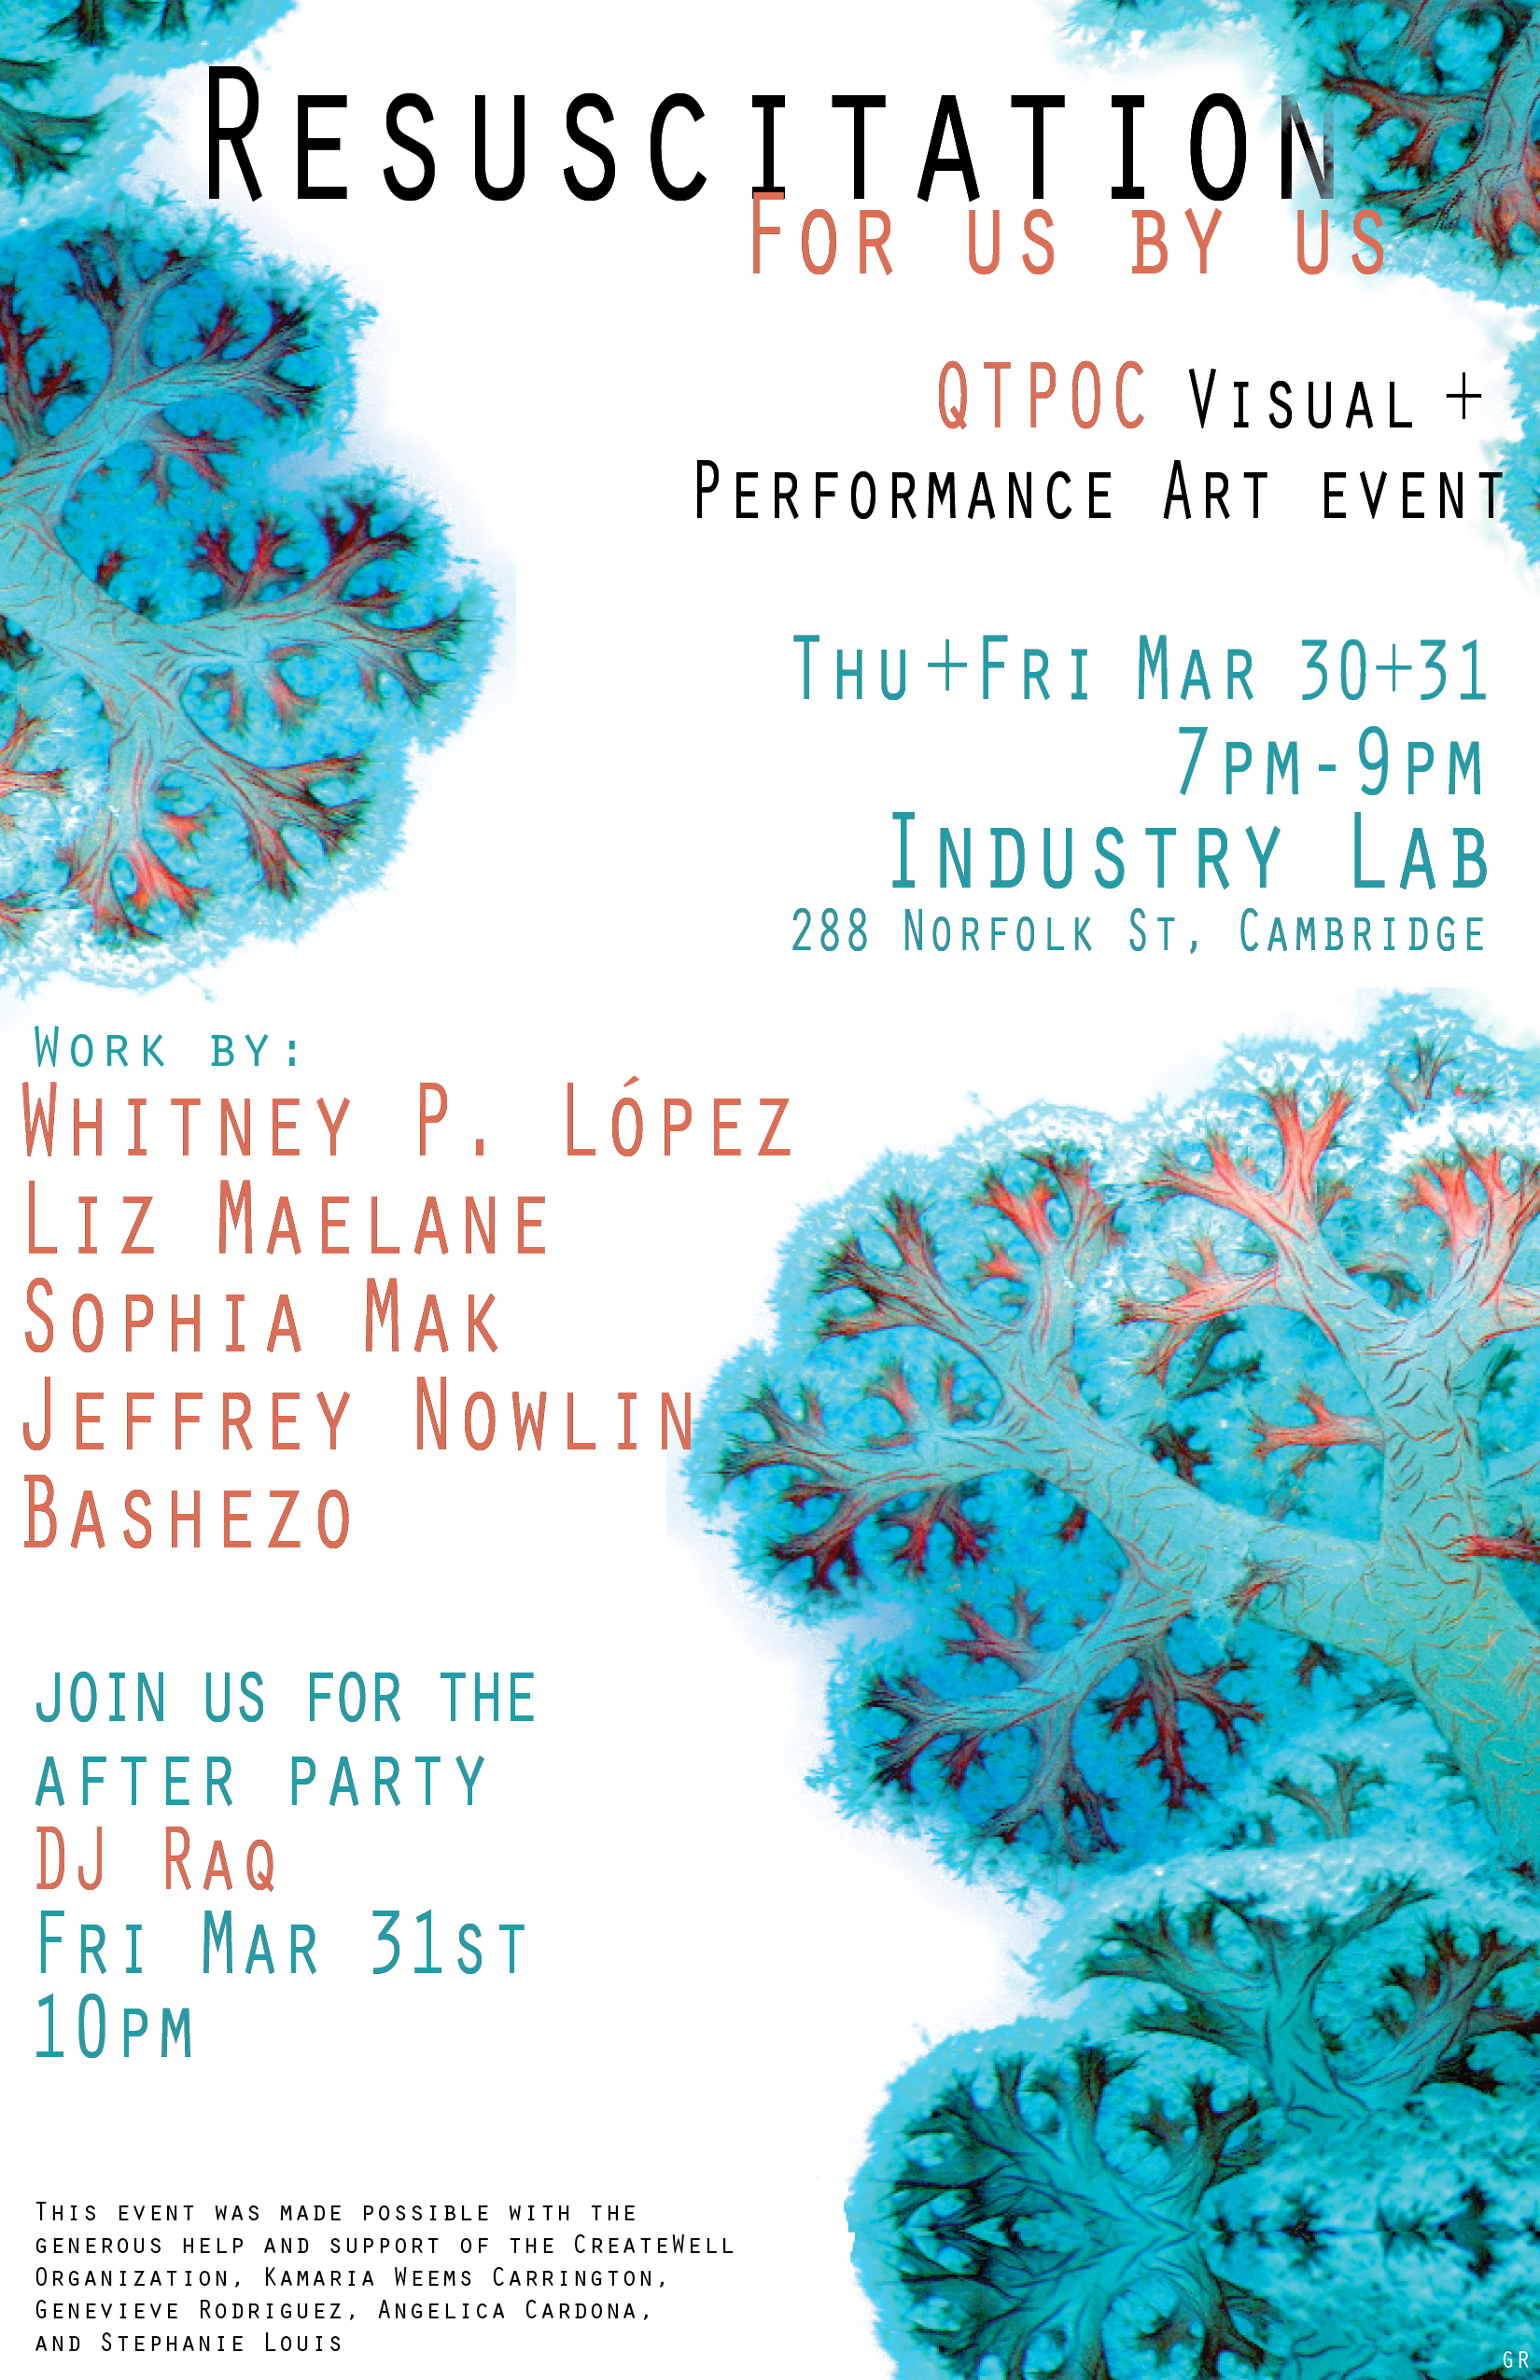 Resuscitation
For us by us
QTPOC Visual +
Performance Art event
Thu+Fri Mar 30+31
7pm-9pm
Industry Lab
288 Norfolk St, Cambridge
Work by:
Whitney P. López
Liz Maelane
Sophia Mak
Jeffrey Nowlin
Bashezo
JOIN US FOR THE
AFTER PARTY
DJ Raq
Fri Mar 31st
10pm
This event was made possible with the
generous help and support of the CreateWell
Organization, Kamaria Weems Carrington,
Genevieve Rodriguez, Angelica Cardona,
and Stephanie Louis
GR